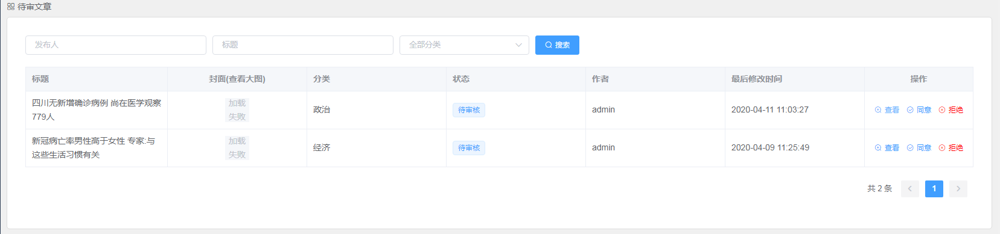 待审文章
发布人 标题 全部分类 搜索
标题 封面(查看大图) 分类 状态 作者 最后修改时间 操作
四川无新增确诊病例 尚在医学观察
779人
加载
失败
政治 待审核 admin 2020-04-11 11:03:27 查看 同意 拒绝
新冠病亡率男性高于女性 专家:与
这些生活习惯有关
加载
失败
经济 待审核 admin 2020-04-09 11:25:49 查看 同意 拒绝
共 2 条 1